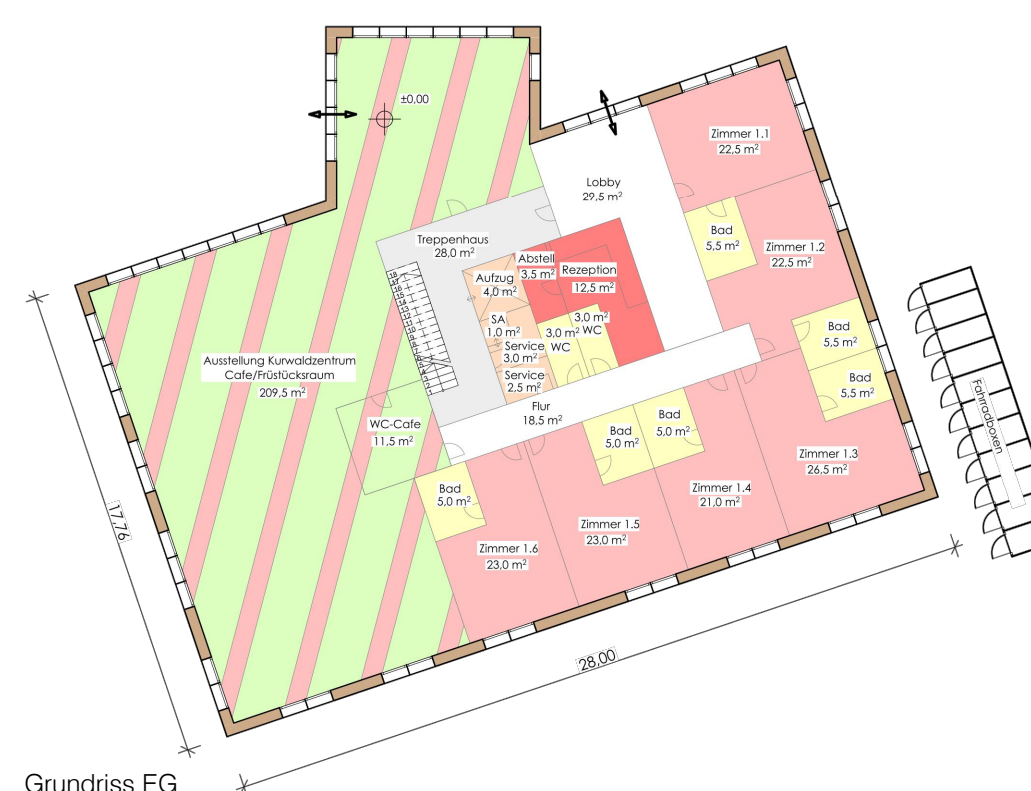 ±0,00
Zimmer 1.1
22,5 m²
Lobby
29,5 m²
Bad
5,5 m²
Zimmer 1.2
22,5 m²
Treppenhaus
28,0 m²
Abstell
3,5 m²
Rezeption
12,5 m²
Aufzug
4,0 m²
SA
1,0 m²
3,0 m²
WC
3,0 m²
WC
Service
3,0 m²
Service
2,5 m²
Bad
5,5 m²
Bad
5,5 m²
Ausstellung Kurwaldzentrum
Cafe/Früstücksraum
209,5 m²
WC-Cafe
11,5 m²
Flur
18,5 m²
Bad
5,0 m²
Bad
5,0 m²
Fahrradboxen
Zimmer 1.3
26,5 m²
Bad
5,0 m²
Zimmer 1.4
21,0 m²
Zimmer 1.5
23,0 m²
Zimmer 1.6
23,0 m²
17,76
28,00
Grundriss EG